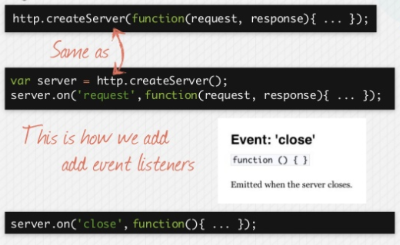 http.createServer(function(request, response){ ... });
Same as
var server = http.createServer();
server.on('request', function(request, response){ ... });
This is how we add
add event listeners
Event: 'close'
function () { }
Emitted when the server closes.
server.on('close', function(){ ... });